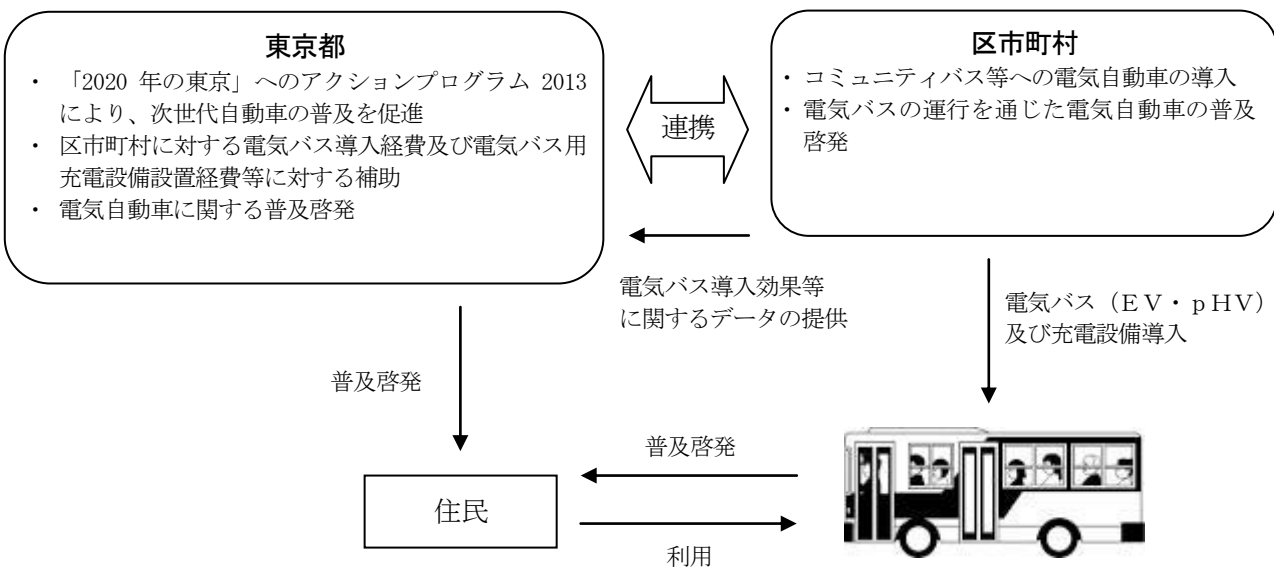 東京都
・ 「2020 年の東京」へのアクションプログラム 2013
により、次世代自動車の普及を促進
・ 区市町村に対する電気バス導入経費及び電気バス用
充電設備設置経費等に対する補助
・ 電気自動車に関する普及啓発
連携
区市町村
・コミュニティバス等への電気自動車の導入
・電気バスの運行を通じた電気自動車の普及
啓発
電気バス導入効果等
に関するデータの提供
電気バス（ＥＶ・ｐＨＶ）
及び充電設備導入
普及啓発
普及啓発
住民
利用